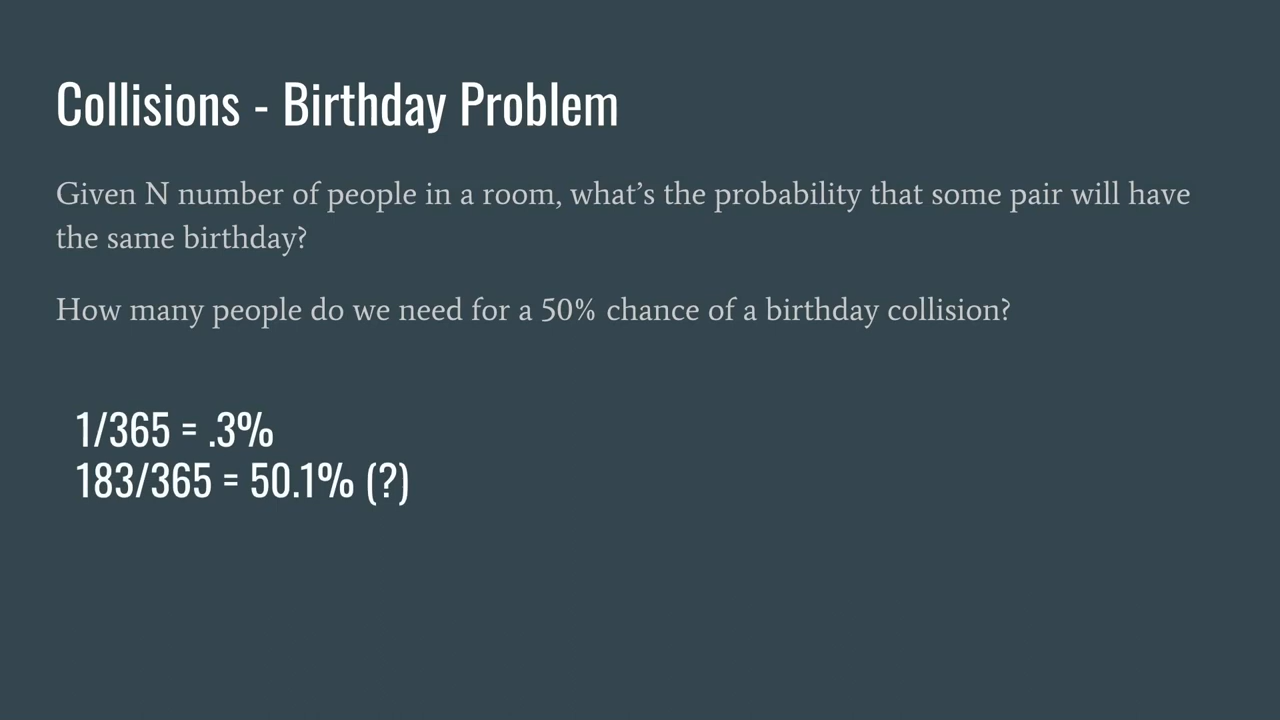 Collisions - Birthday Problem
Given N number of people in a room, what’s the probability that some pair will have
the same birthday?
How many people do we need for a 50% chance of a birthday collision?
1/365 = .3%
183/365 = 50.1% (?)